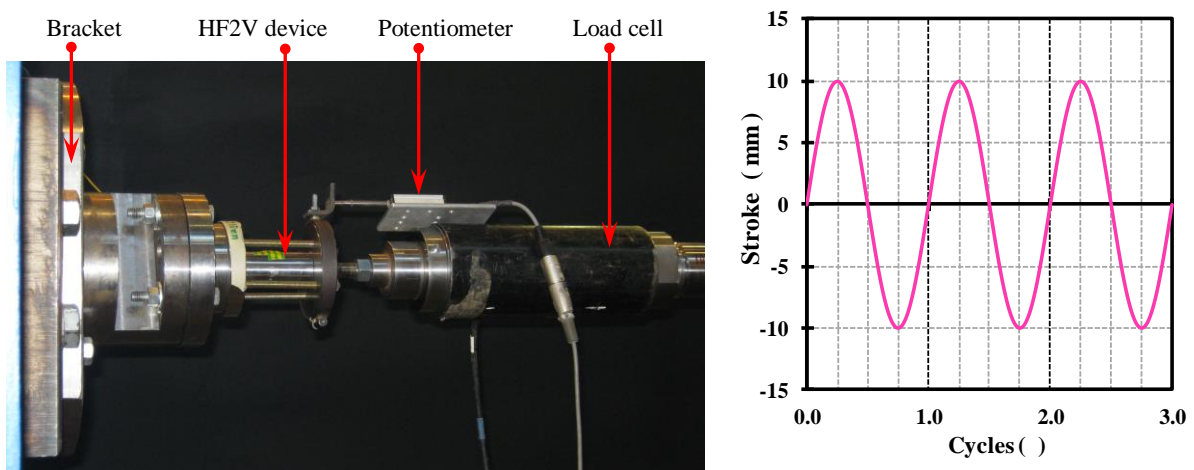 Bracket
HF2V device
Potentiometer
Load cell
15
10
5
0
-5
-10
-15
Stroke ( mm )
0.0
1.0
2.0
3.0
Cycles ( )